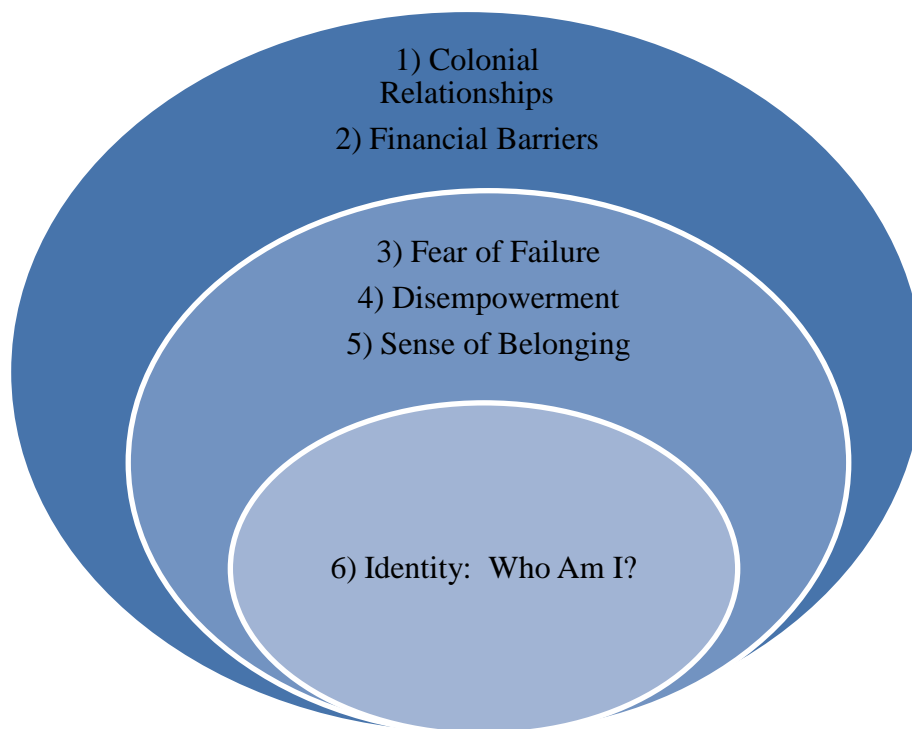 1) Colonial
Relationships
2) Financial Barriers
3) Fear of Failure
4) Disempowerment
5) Sense of Belonging
6) Identity:  Who Am I?